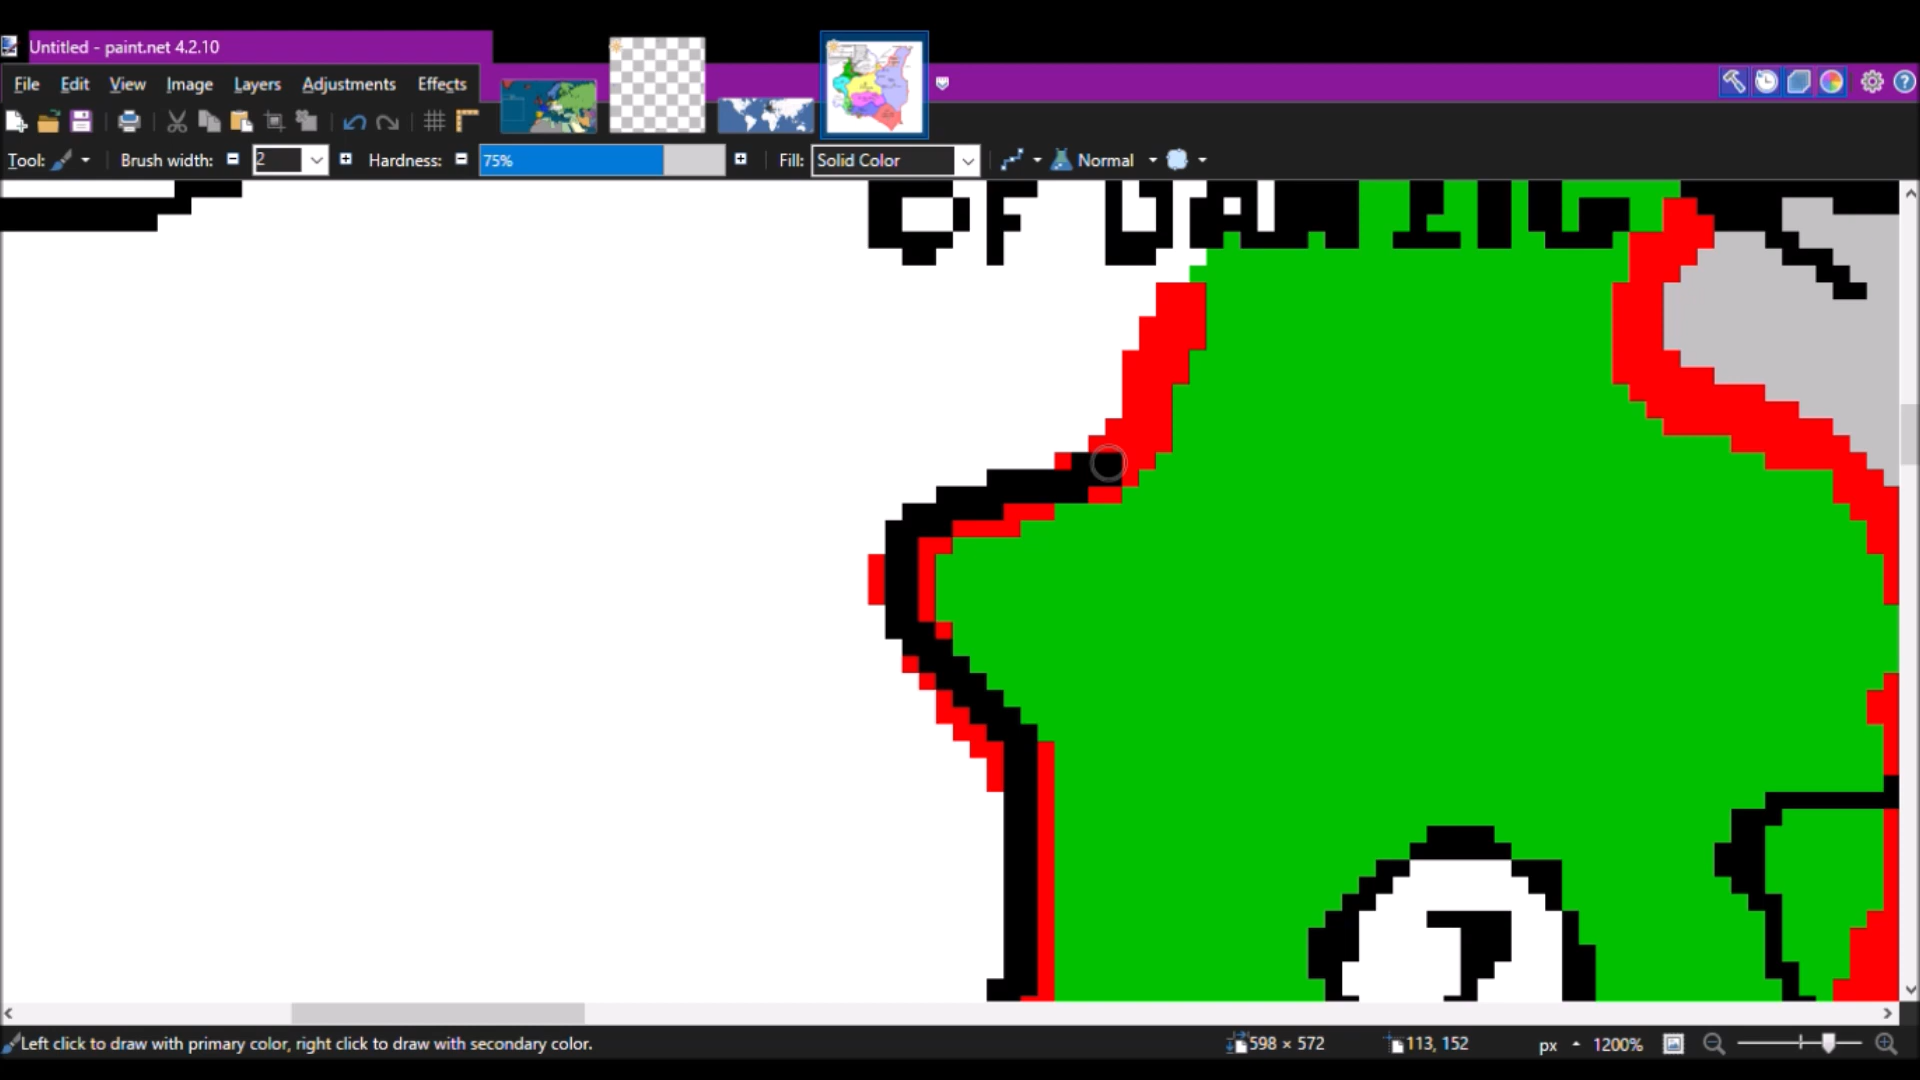 Untitled - paint.net 4.2.10
File Edit View Image Layers Adjustments Effects
Tool: Brush width: 2 Hardness: 75% Fill: Solid Color Normal
OF
7
Left click to draw with primary color, right click to draw with secondary color. 598 × 572 113, 152 px 1200%